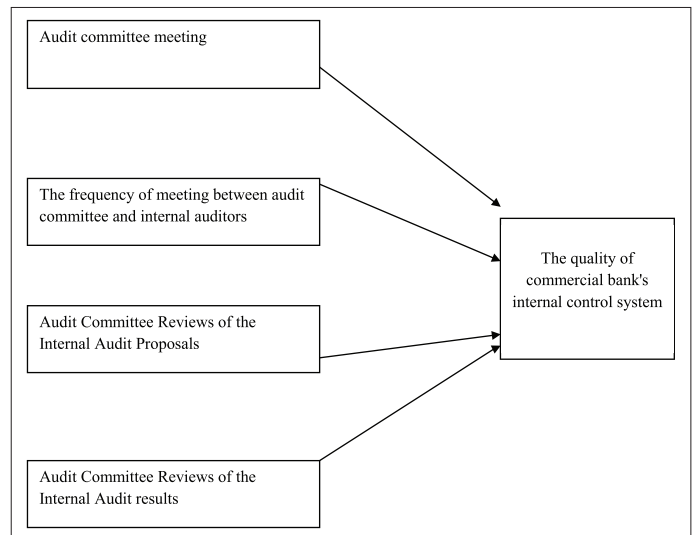 Audit committee meeting
The frequency of meeting between audit
committee and internal auditors
The quality of
commercial bank's
internal control system
Audit Committee Reviews of the
Internal Audit Proposals
Audit Committee Reviews of the
Internal Audit results